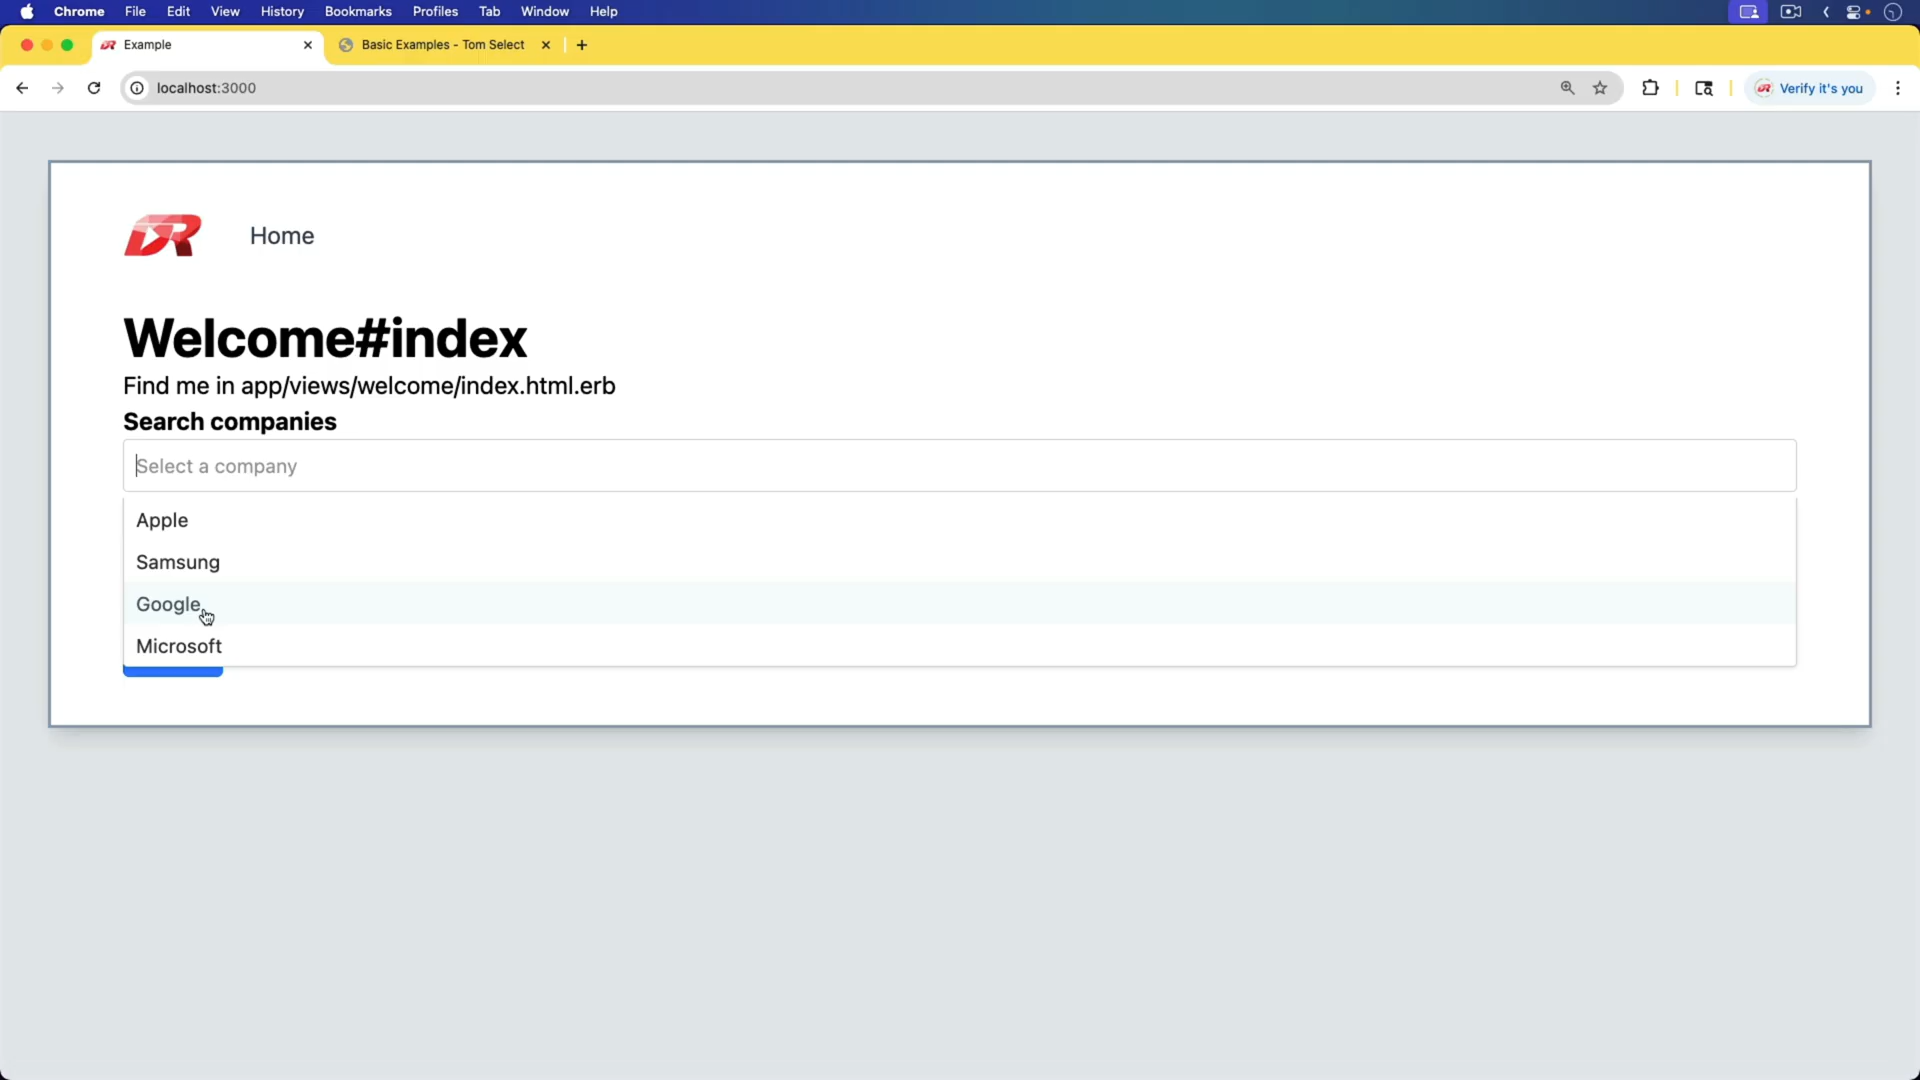 Chrome File Edit View History Bookmarks Profiles Tab Window Help
Example
Basic Examples - Tom Select
localhost:3000
Verify it's you
DR
Home
Welcome#index
Find me in app/views/welcome/index.html.erb
Search companies
Select a company
Apple
Samsung
Google
Microsoft